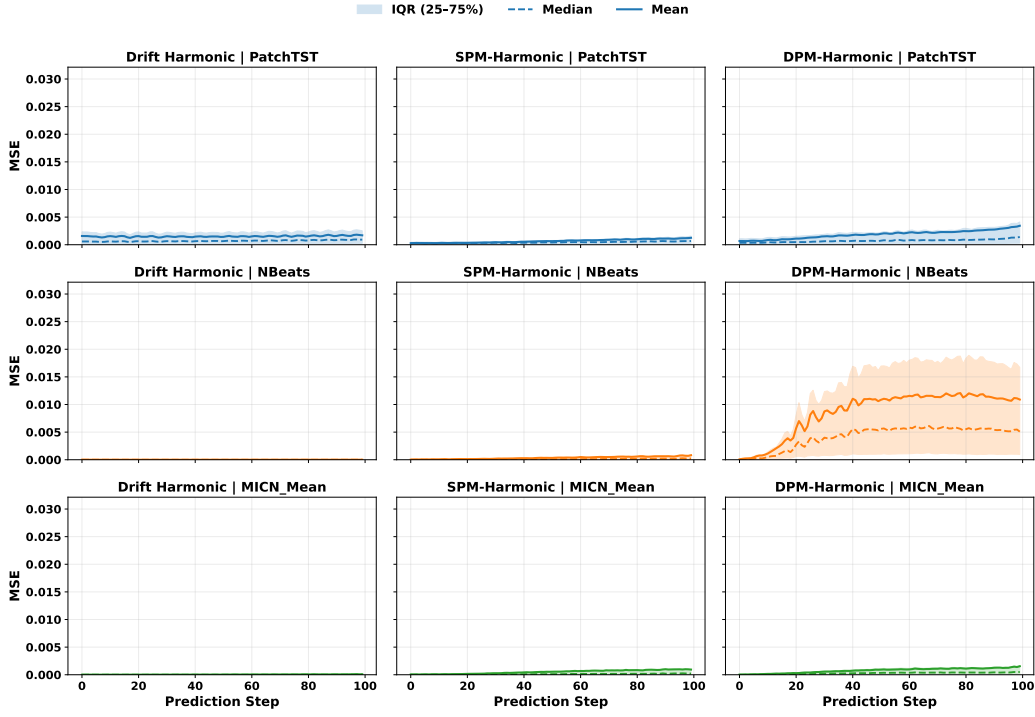 IQR (25–75%) Median Mean
Drift Harmonic | PatchTST SPM-Harmonic | PatchTST DPM-Harmonic | PatchTST
0.030
0.025
0.020
0.015
0.010
0.005
0.000
MSE
Drift Harmonic | NBeats SPM-Harmonic | NBeats DPM-Harmonic | NBeats
0.030
0.025
0.020
0.015
0.010
0.005
0.000
MSE
Drift Harmonic | MICN_Mean SPM-Harmonic | MICN_Mean DPM-Harmonic | MICN_Mean
0.030
0.025
0.020
0.015
0.010
0.005
0.000
MSE
0 20 40 60 80 100 0 20 40 60 80 100 0 20 40 60 80 100
Prediction Step Prediction Step Prediction Step